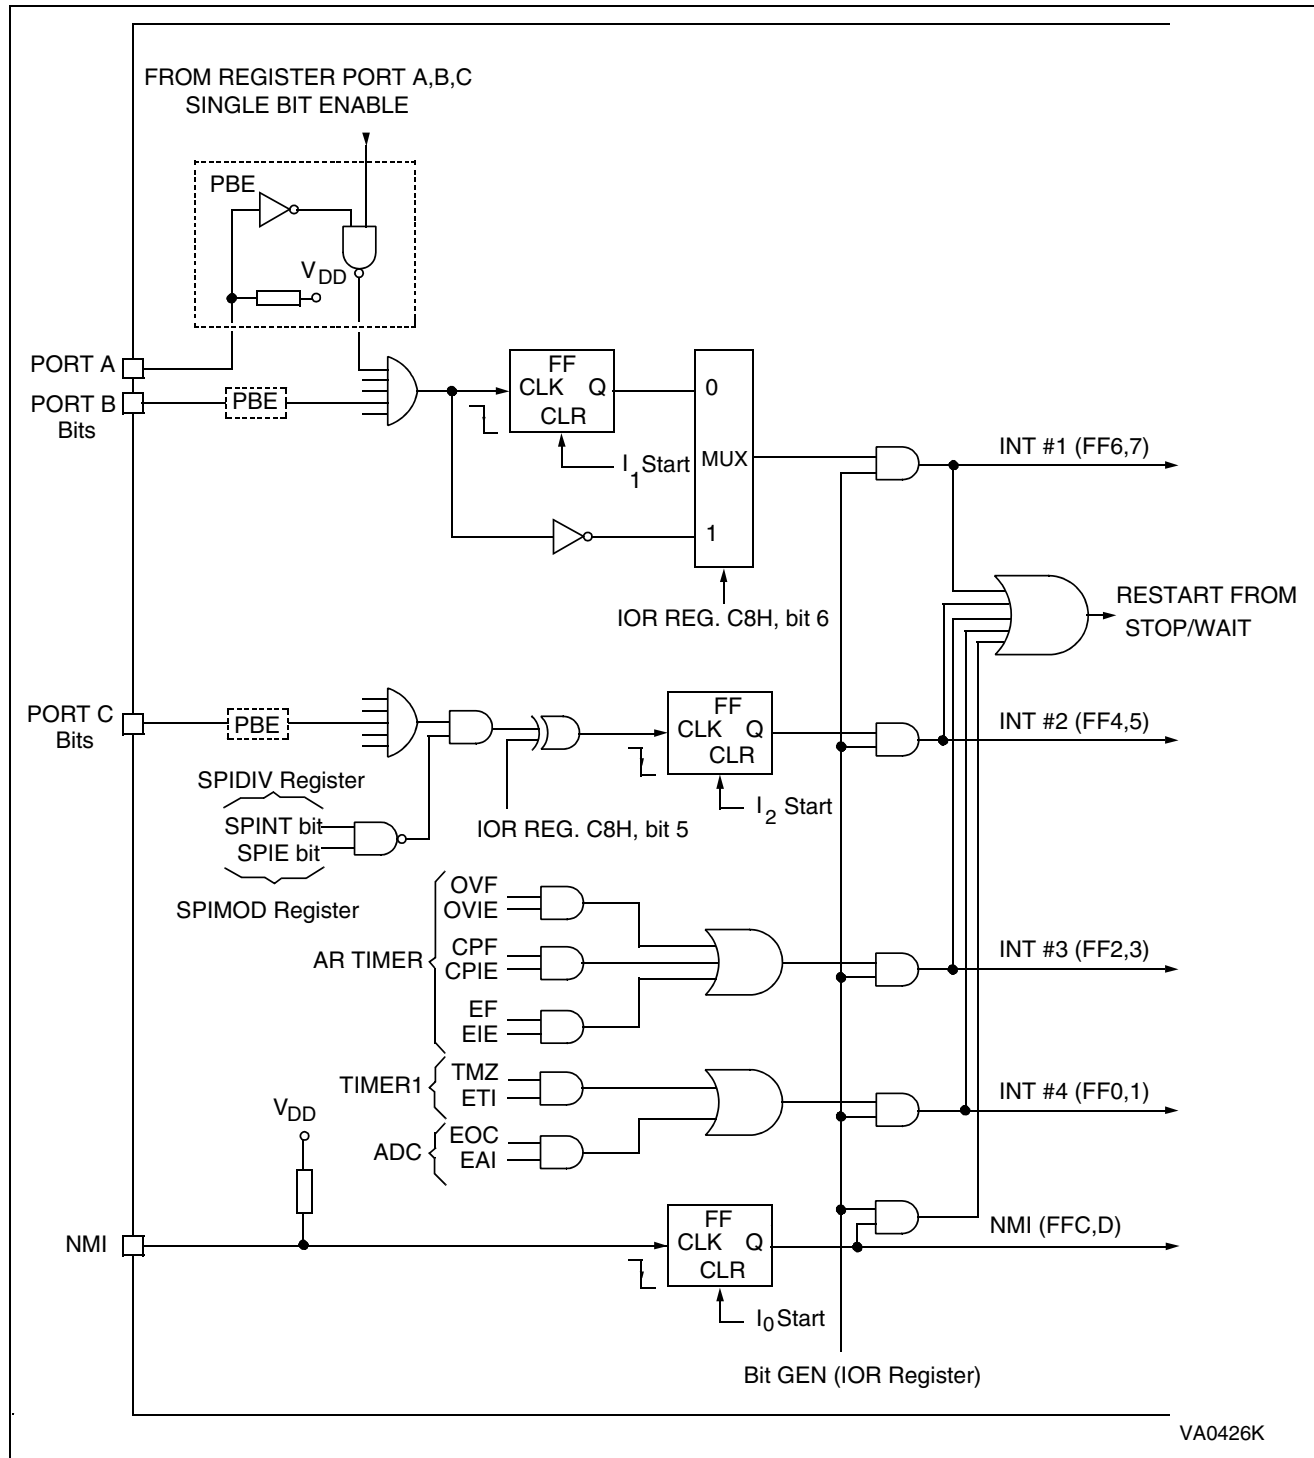 FROM REGISTER PORT A,B,C
SINGLE BIT ENABLE
PBE
VDD
PORT A
PORT B
Bits
PBE
FF
CLK Q
CLR
I1 Start
0
MUX
1
IOR REG. C8H, bit 6
INT #1 (FF6,7)
RESTART FROM
STOP/WAIT
PORT C
Bits
PBE
FF
CLK Q
CLR
I2 Start
INT #2 (FF4,5)
SPIDIV Register
SPINT bit
SPIE bit
SPIMOD Register
IOR REG. C8H, bit 5
AR TIMER
OVF
OVIE
CPF
CPIE
EF
EIE
INT #3 (FF2,3)
TIMER1
TMZ
ETI
INT #4 (FF0,1)
ADC
EOC
EAI
VDD
NMI
FF
CLK Q
CLR
I0 Start
NMI (FFC,D)
Bit GEN (IOR Register)
VA0426K